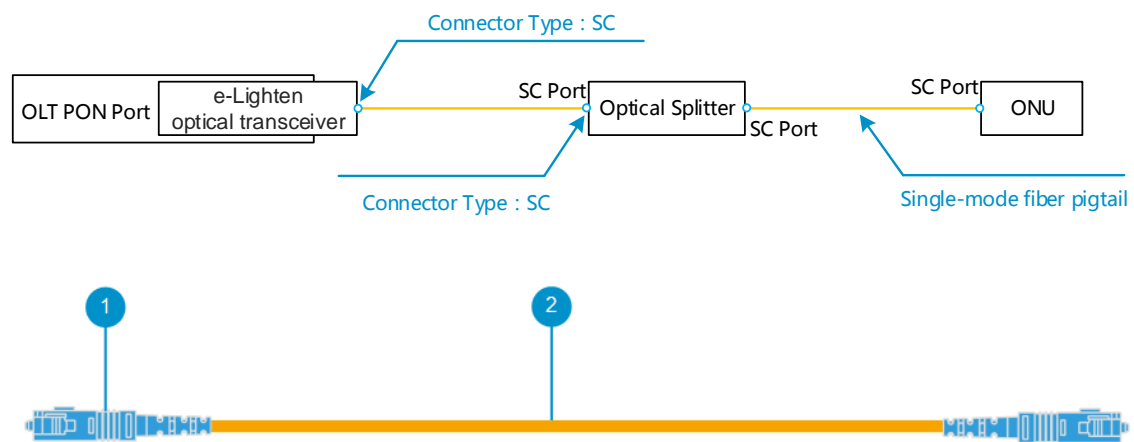 Connector Type : SC
OLT PON Port
e-Lighten
optical transceiver
SC Port
Optical Splitter
SC Port
SC Port
ONU
Connector Type : SC
Single-mode fiber pigtail
1
2